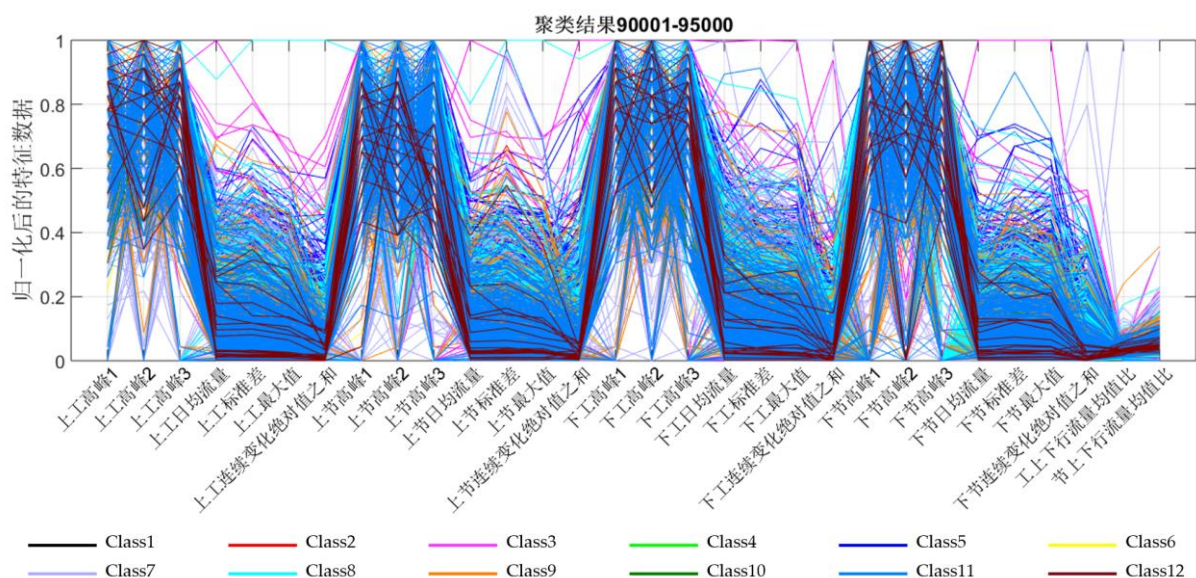 聚类结果90001-95000
归一化后的特征数据
1
0.8
0.6
0.4
0.2
0
上工高峰1
上工高峰2
上工高峰3
上工日均流量
上工标准差
上工最大值
上工连续变化绝对值之和
上节高峰1
上节高峰2
上节高峰3
上节日均流量
上节标准差
上节最大值
上节连续变化绝对值之和
下工高峰1
下工高峰2
下工高峰3
下工日均流量
下工标准差
下工最大值
下工连续变化绝对值之和
下节高峰1
下节高峰2
下节高峰3
下节日均流量
下节标准差
下节最大值
下节连续变化绝对值之和
工上下行流量均值比
节上下行流量均值比
Class1 Class2 Class3 Class4 Class5 Class6
Class7 Class8 Class9 Class10 Class11 Class12